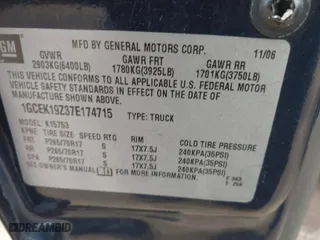 GM
MFD BY GENERAL MOTORS CORP. 11/06
GVWR GAWR FRT GAWR RR
2903KG(6400LB) 1780KG(3925LB) 1701KG(3750LB)
THIS VEHICLE CONFORMS TO ALL APPLICABLE U.S. FEDERAL MOTOR
VEHICLE SAFETY STANDARDS IN EFFECT ON THE DATE OF
MANUFACTURE SHOWN ABOVE.
1GCEK19Z37E174715 TYPE: TRUCK
K15753
TIRE SIZE SPEED RTG RIM COLD TIRE PRESSURE
FRT P265/70R17 S 17X7.5J 240KPA(35PSI)
RR P265/70R17 S 17X7.5J 240KPA(35PSI)
SPA P265/70R17 S 17X7.5J 240KPA(35PSI)
SEE OWNER'S MANUAL FOR ADDITIONAL INFORMATION.